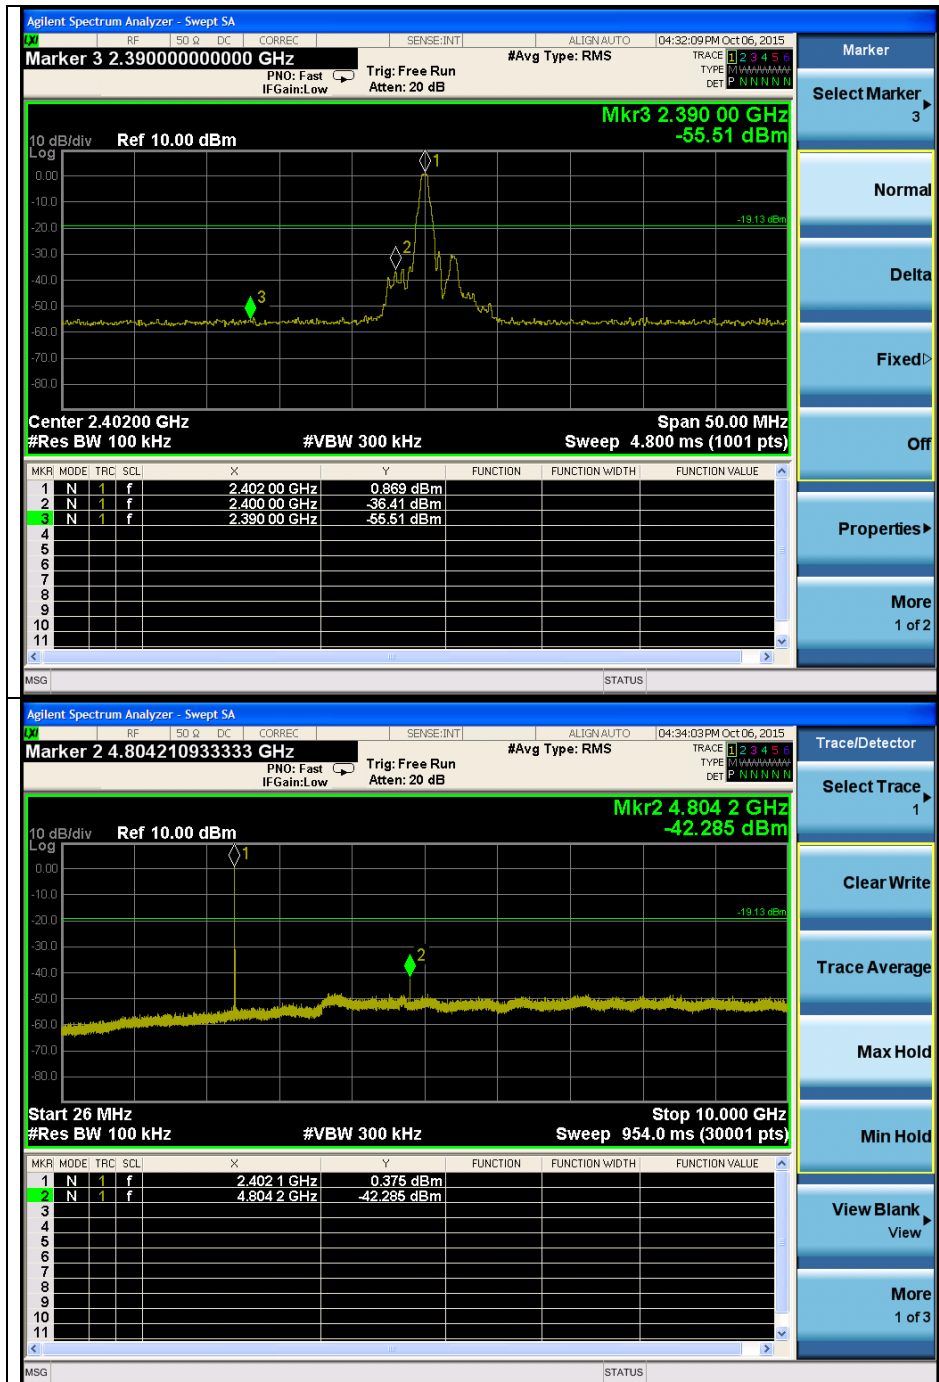 Agilent Spectrum Analyzer - Swept SA
LXI RF 50 Ω DC CORREC SENSE:INT ALIGN AUTO 04:32:09 PM Oct 06, 2015
Marker 3 2.390000000000 GHz #Avg Type: RMS TRACE 1 2 3 4 5 6
PNO: Fast Trig: Free Run TYPE M W W W W W
IFGain:Low Atten: 20 dB DET P N N N N N
Mkr3 2.390 00 GHz
-55.51 dBm
10 dB/div Ref 10.00 dBm
Log
1
0.00
-10.0
-19.13 dBm
-20.0
2
-30.0
-40.0
3
-50.0
-60.0
-70.0
-80.0
Center 2.40200 GHz Span 50.00 MHz
#Res BW 100 kHz #VBW 300 kHz Sweep 4.800 ms (1001 pts)
MKR MODE TRC SCL X Y FUNCTION FUNCTION WIDTH FUNCTION VALUE
1 N 1 f 2.402 00 GHz 0.869 dBm
2 N 1 f 2.400 00 GHz -36.41 dBm
3 N 1 f 2.390 00 GHz -55.51 dBm
4
5
6
7
8
9
10
11
MSG STATUS
Marker
Select Marker
3
Normal
Delta
Fixed
Off
Properties
More
1 of 2
Agilent Spectrum Analyzer - Swept SA
LXI RF 50 Ω DC CORREC SENSE:INT ALIGN AUTO 04:34:03 PM Oct 06, 2015
Marker 2 4.804210933333 GHz #Avg Type: RMS TRACE 1 2 3 4 5 6
PNO: Fast Trig: Free Run TYPE M W W W W W
IFGain:Low Atten: 20 dB DET P N N N N N
Mkr2 4.804 2 GHz
-42.285 dBm
10 dB/div Ref 10.00 dBm
Log
1
0.00
-10.0
-19.13 dBm
-20.0
2
-30.0
-40.0
-50.0
-60.0
-70.0
-80.0
Start 26 MHz Stop 10.000 GHz
#Res BW 100 kHz #VBW 300 kHz Sweep 954.0 ms (30001 pts)
MKR MODE TRC SCL X Y FUNCTION FUNCTION WIDTH FUNCTION VALUE
1 N 1 f 2.402 1 GHz 0.375 dBm
2 N 1 f 4.804 2 GHz -42.285 dBm
3
4
5
6
7
8
9
10
11
MSG STATUS
Trace/Detector
Select Trace
1
Clear Write
Trace Average
Max Hold
Min Hold
View Blank
View
More
1 of 3